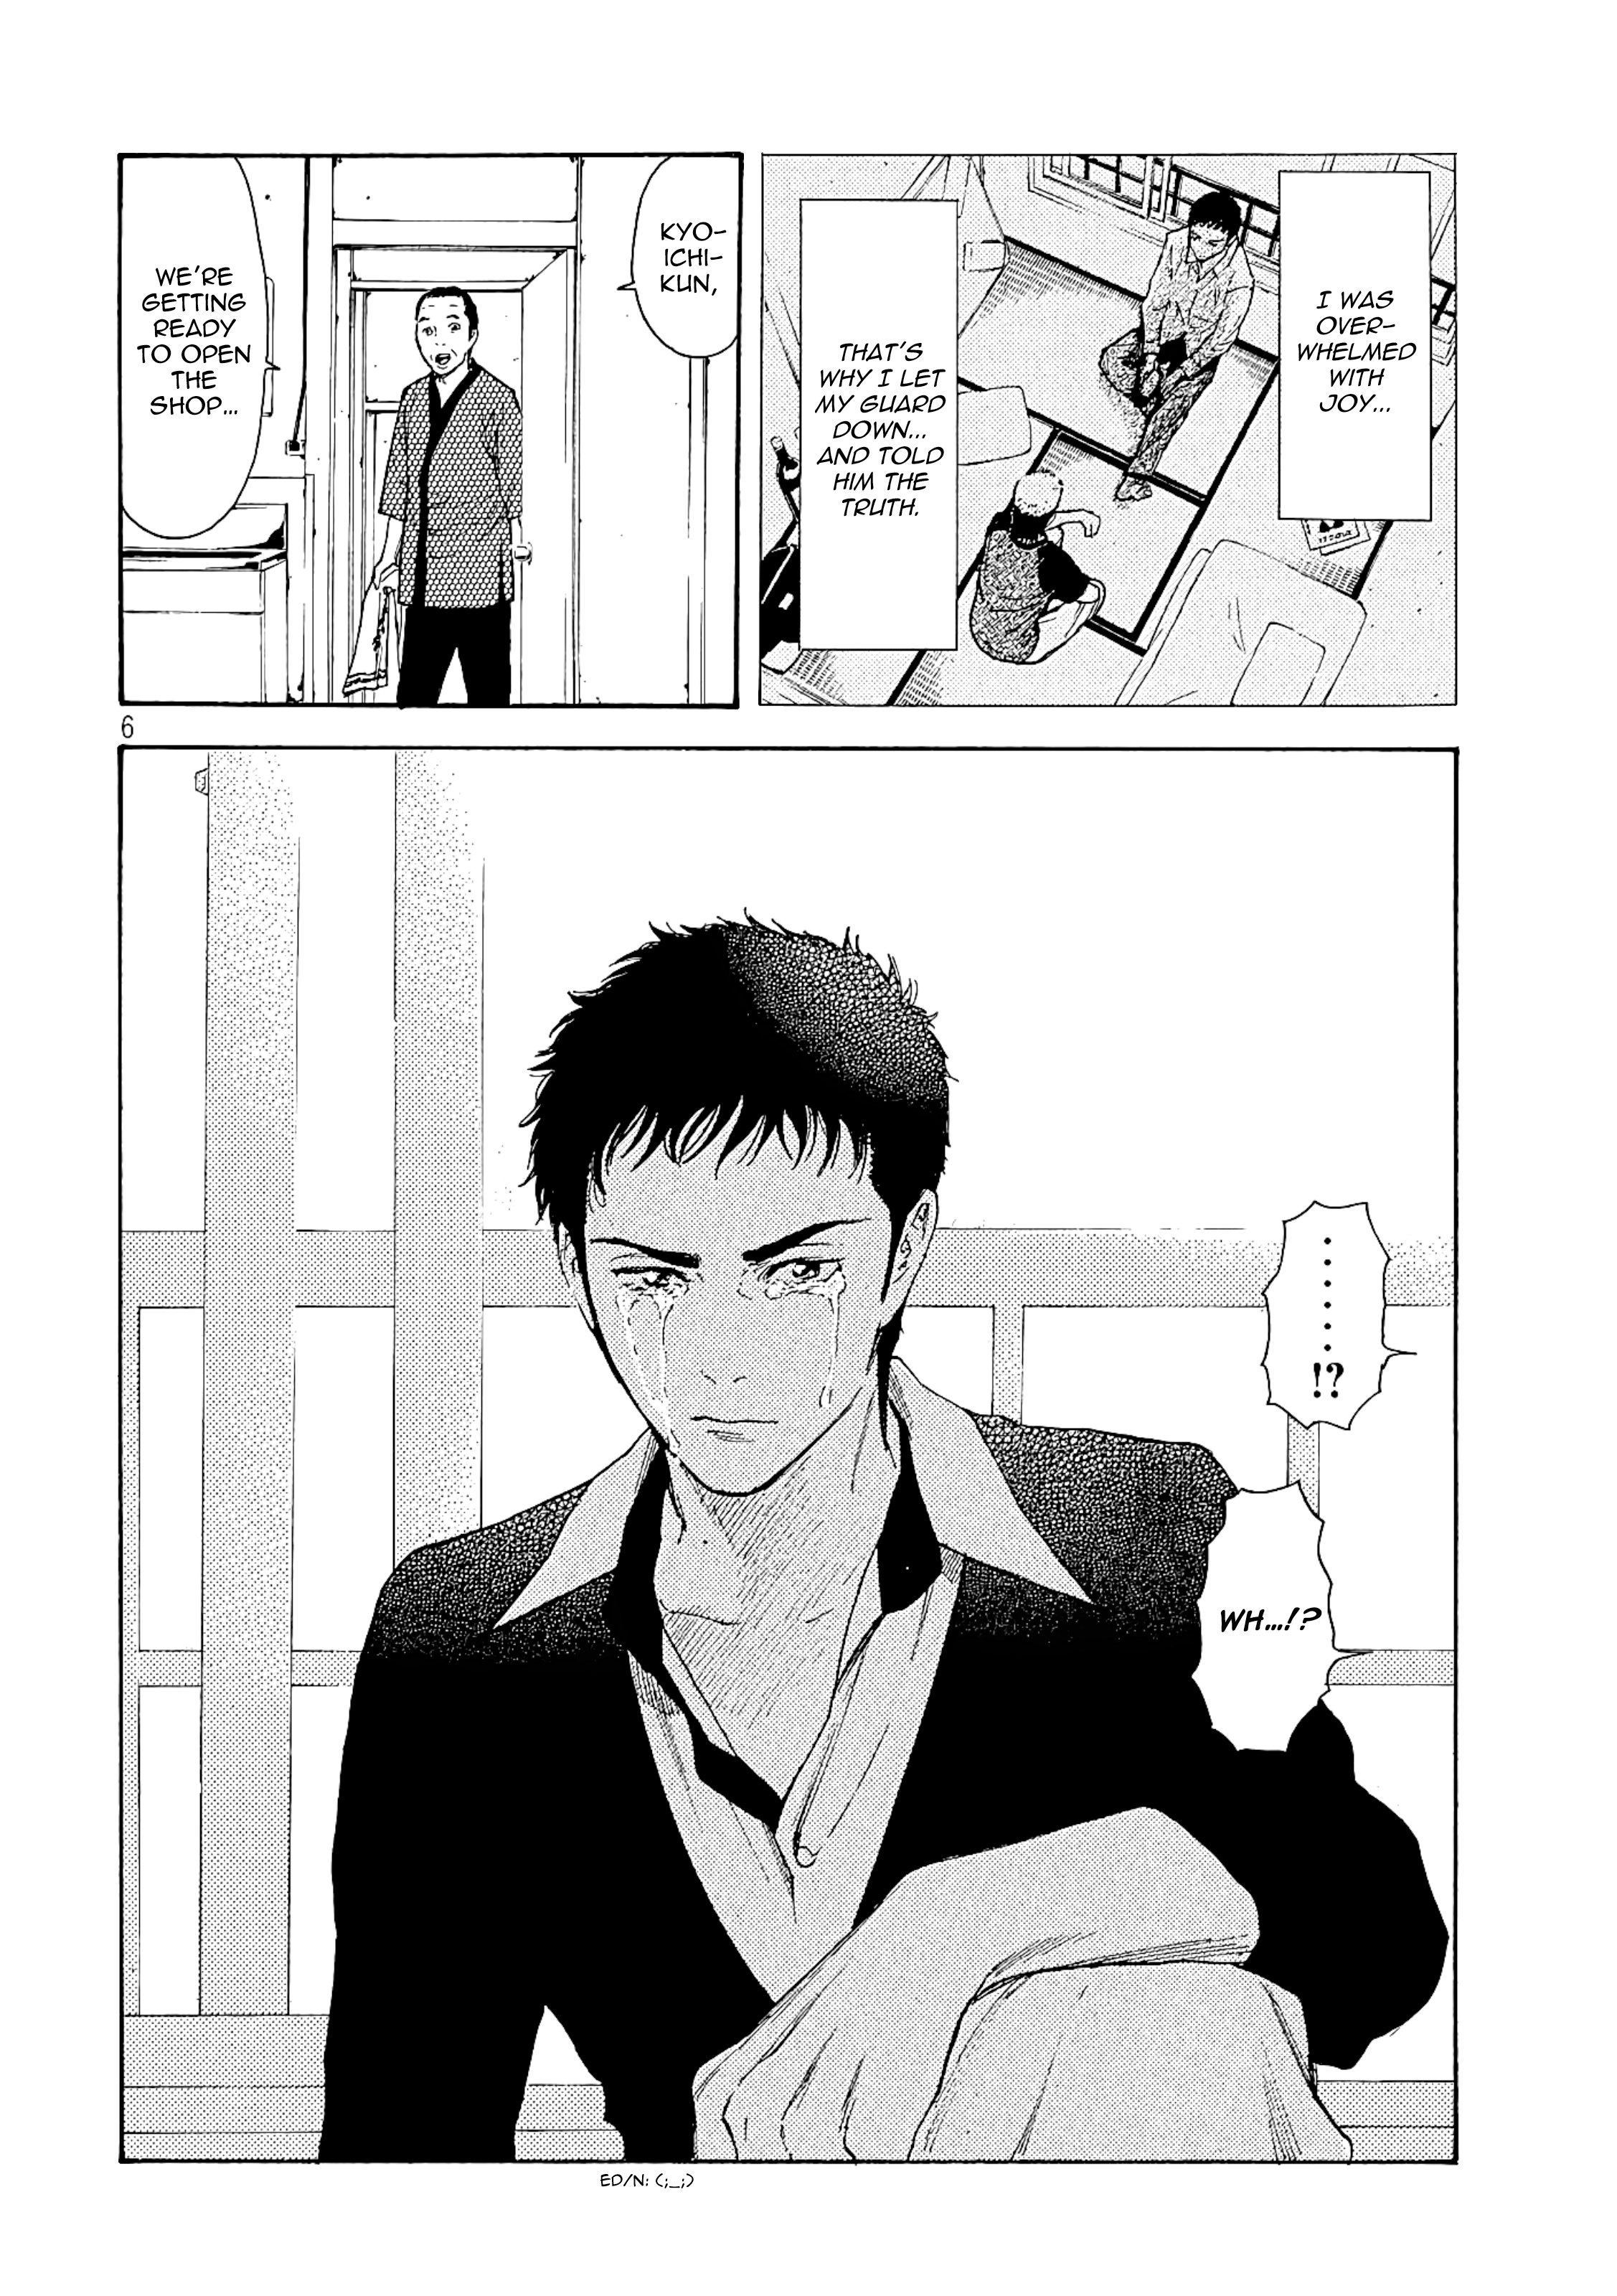 I WAS
OVER-
WHELMED
WITH
JOY...
THAT'S
WHY I LET
MY GUARD
DOWN...
AND TOLD
HIM THE
TRUTH.
KYO-
ICHI-
KUN,
WE'RE
GETTING
READY
TO OPEN
THE
SHOP...
6
......
!?
WH...!?
ED/N: (;_;)